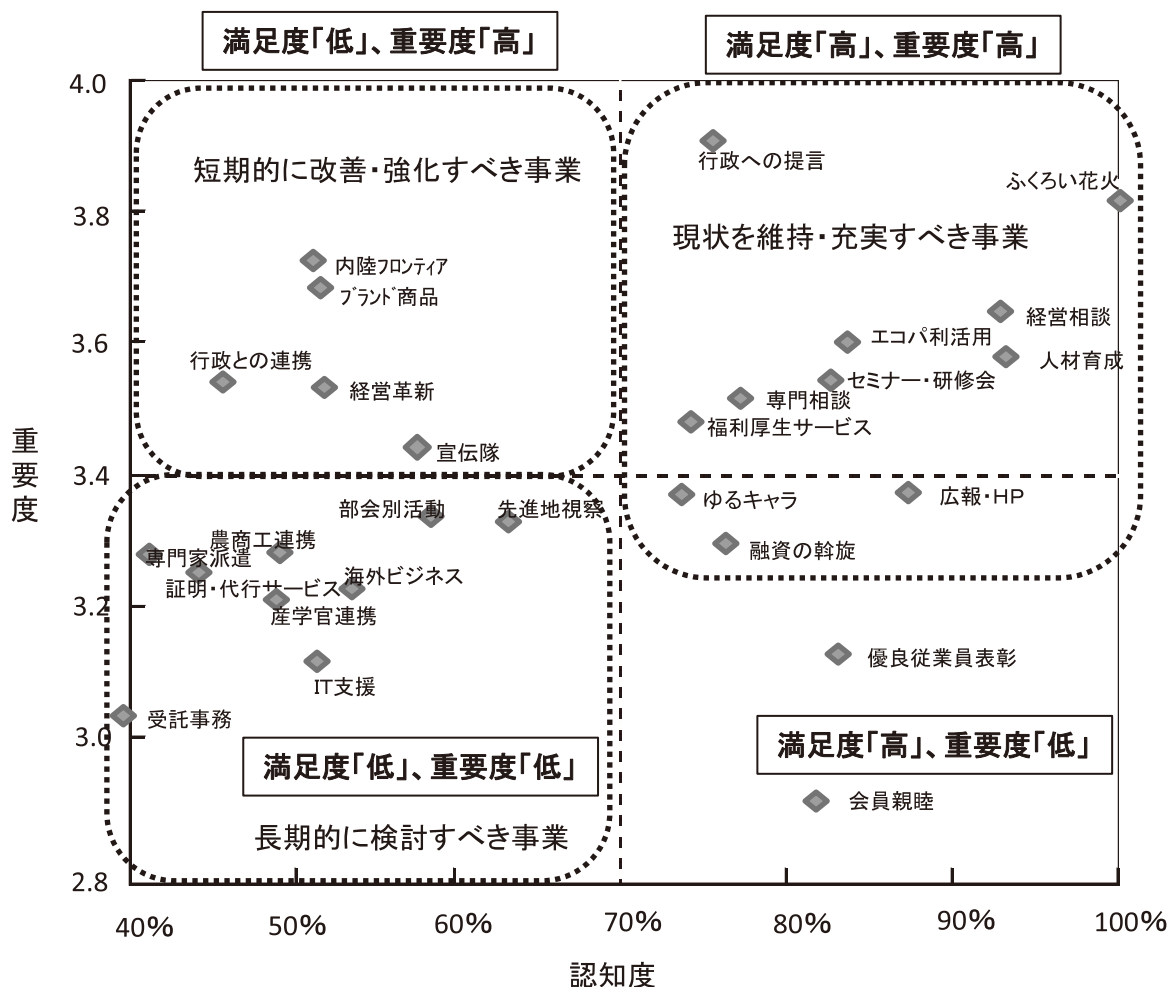 満足度「低」、重要度「高」
満足度「高」、重要度「高」
4.0
行政への提言
短期的に改善・強化すべき事業
ふくろい花火
3.8
現状を維持・充実すべき事業
内陸フロンティア
ブランド商品
経営相談
エコパ利活用
3.6
行政との連携
人材育成
セミナー・研修会
経営革新
専門相談
福利厚生サービス
宣伝隊
重要度
3.4
ゆるキャラ
広報・HP
部会別活動
先進地視察
農商工連携
融資の斡旋
専門家派遣
海外ビジネス
証明・代行サービス
3.2
産学官連携
優良従業員表彰
IT支援
受託事務
3.0
満足度「高」、重要度「低」
満足度「低」、重要度「低」
会員親睦
長期的に検討すべき事業
2.8
40%
50%
60%
70%
80%
90%
100%
認知度